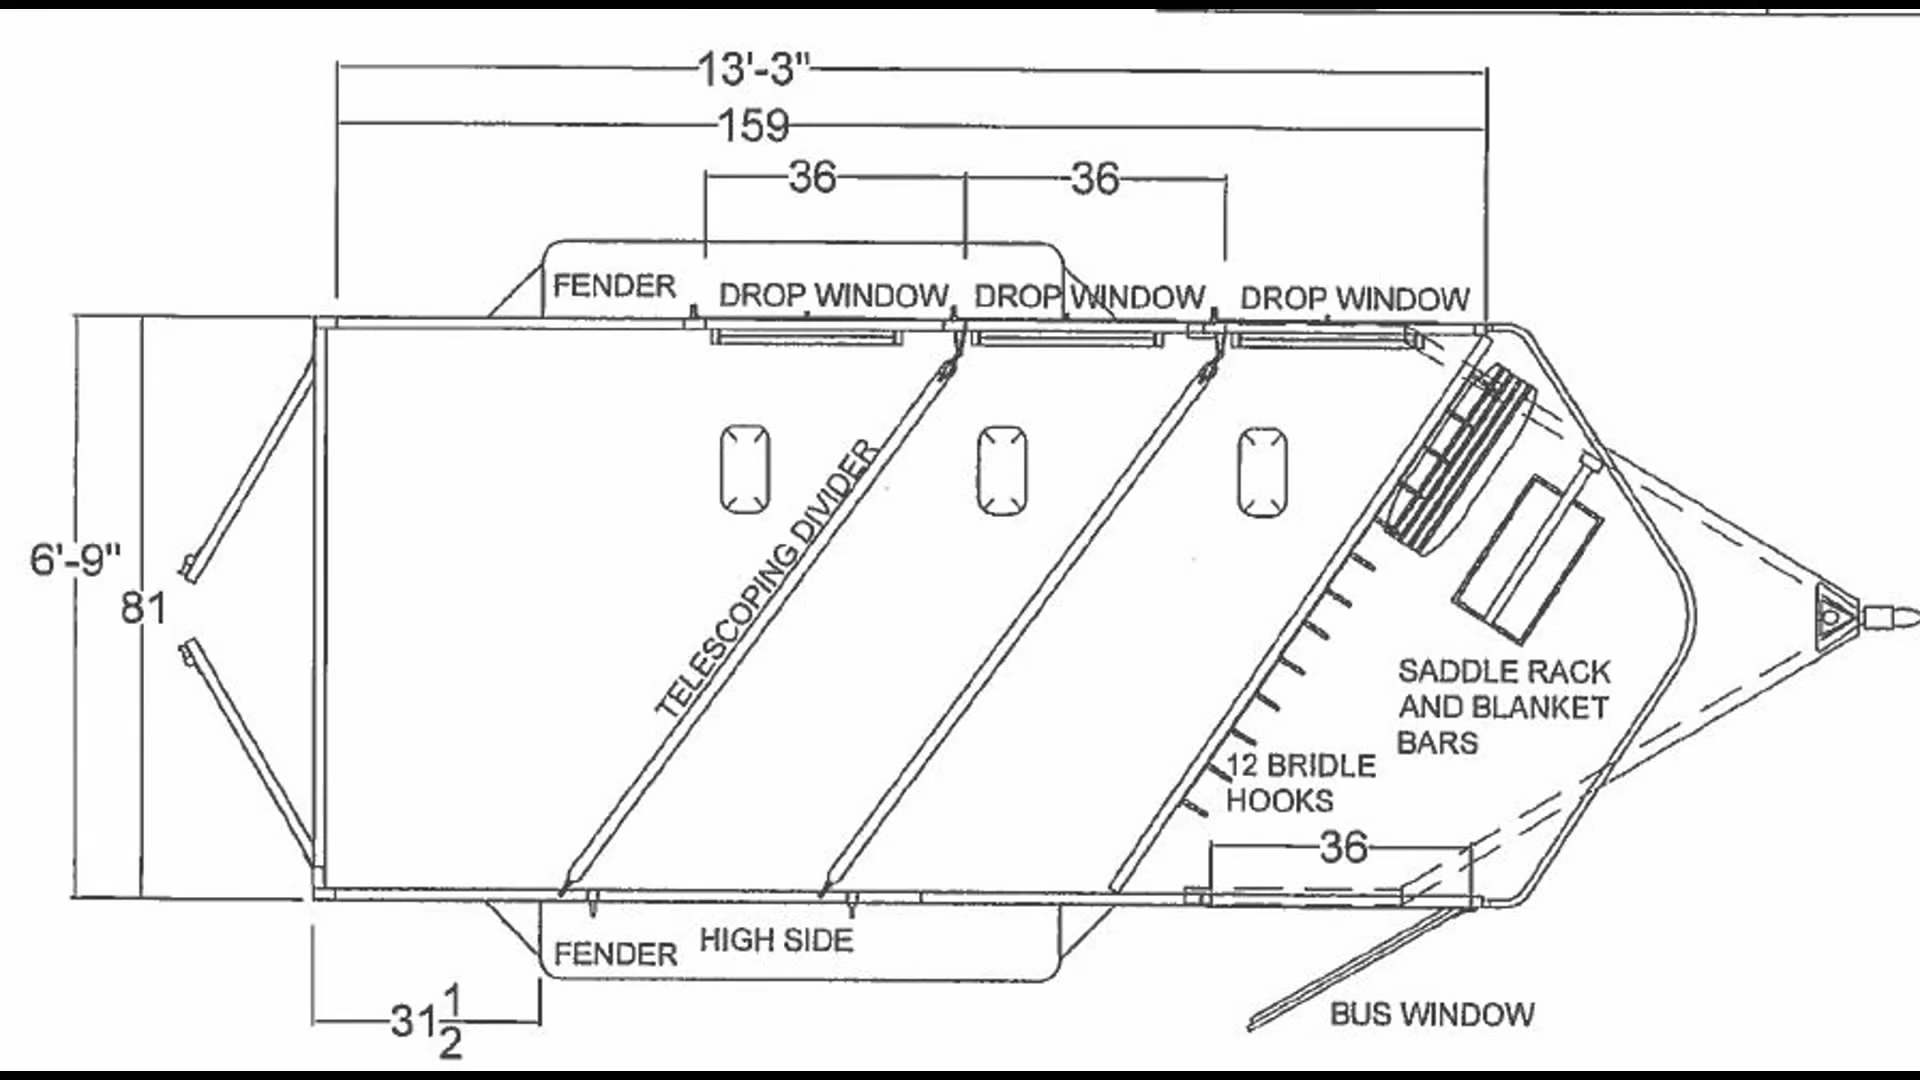 13'-3"
159
36
36
FENDER
DROP WINDOW
DROP WINDOW
DROP WINDOW
TELESCOPING DIVIDER
6'-9"
81
SADDLE RACK
AND BLANKET
BARS
12 BRIDLE
HOOKS
36
FENDER
HIGH SIDE
31 1/2
BUS WINDOW